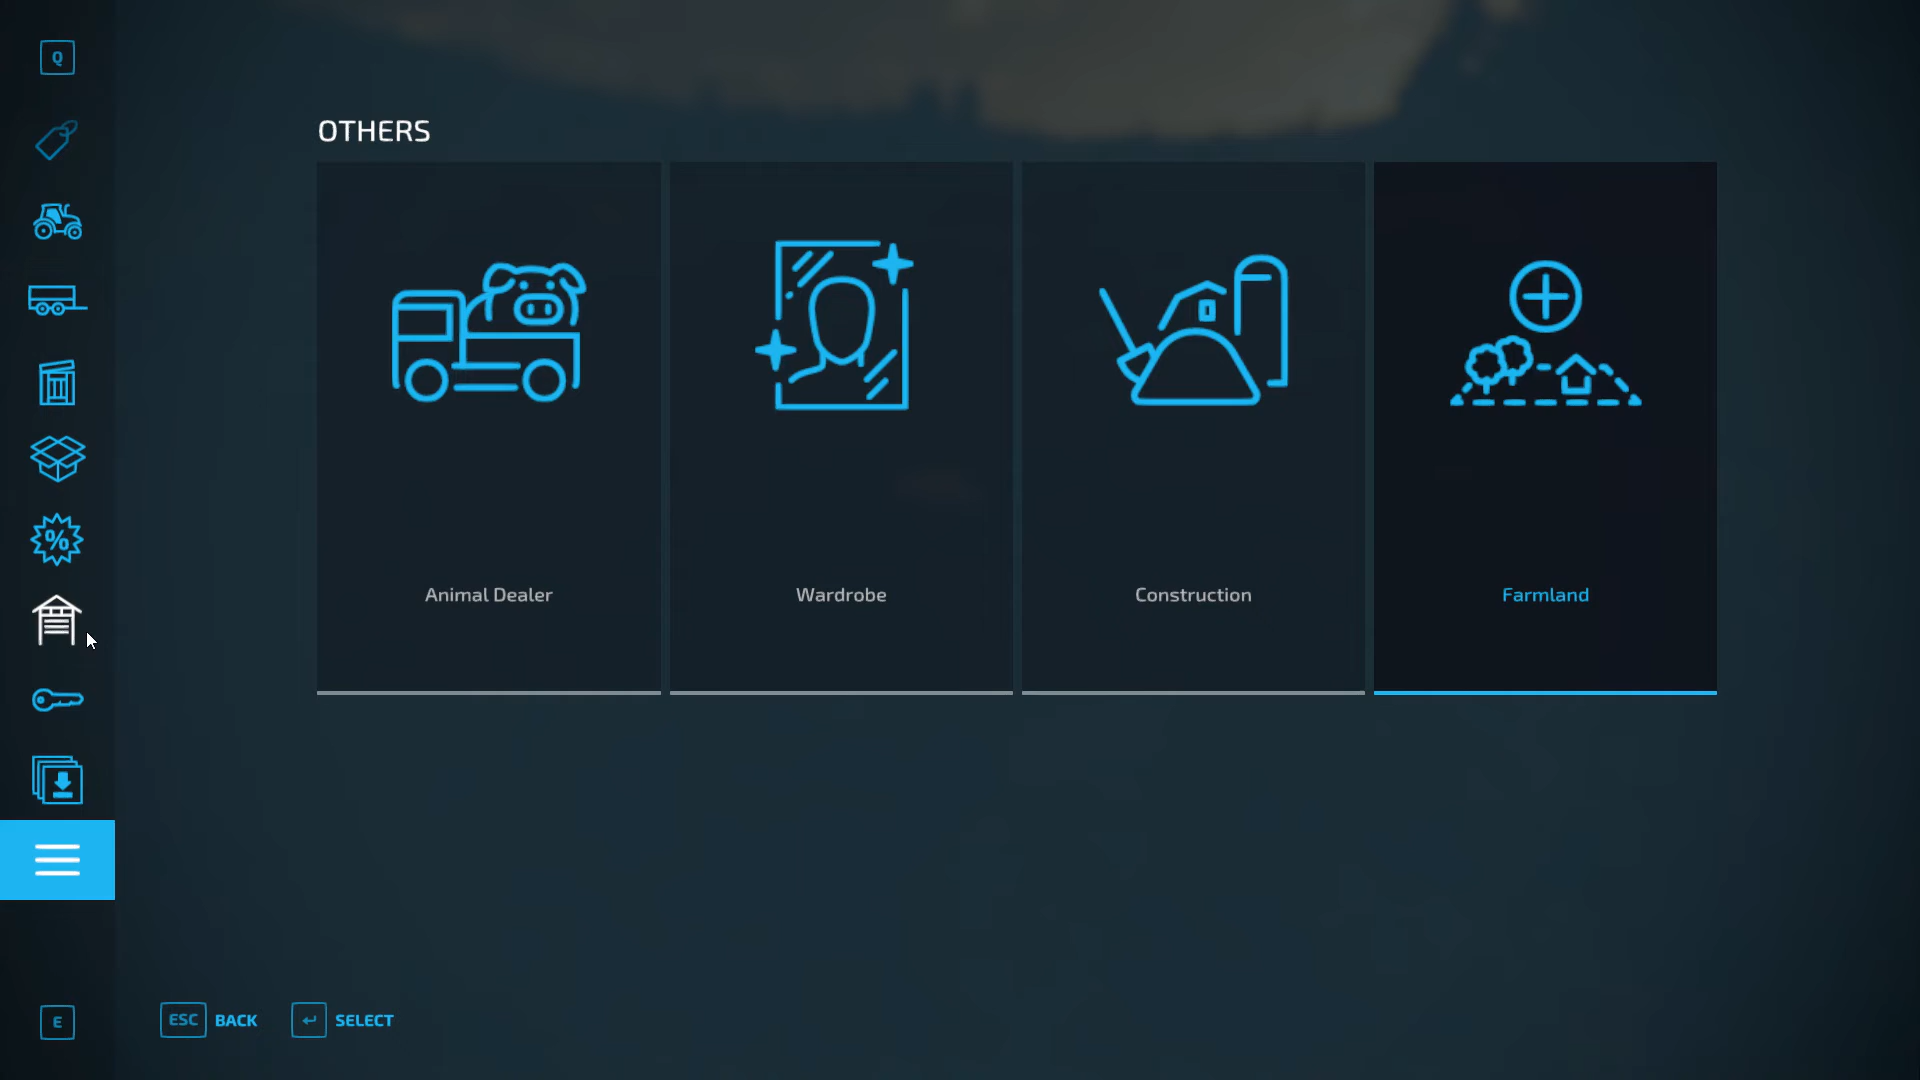 Q
OTHERS
%
Animal Dealer
Wardrobe
Construction
Farmland
E
ESC BACK
SELECT